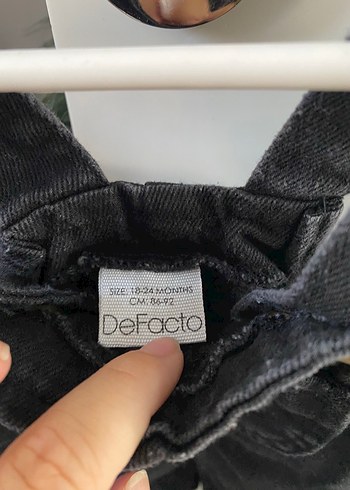 SIZE: 18-24 MONTHS
CM: 86-92
DeFacto